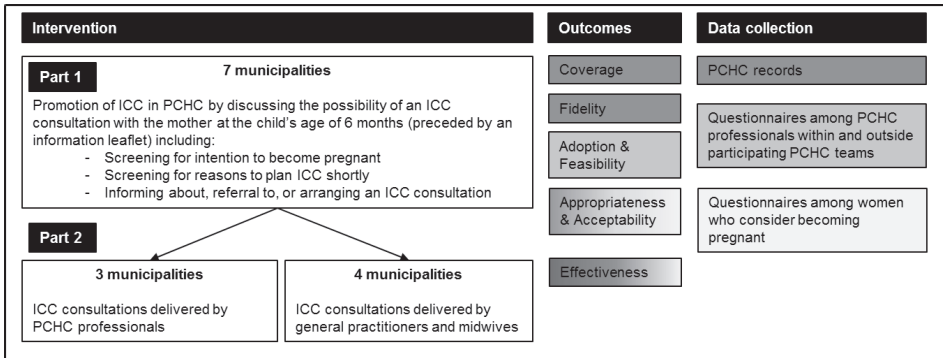 Intervention
Part 1
7 municipalities
Promotion of ICC in PCHC by discussing the possibility of an ICC
consultation with the mother at the child's age of 6 months (preceded by an
information leaflet) including:
- Screening for intention to become pregnant
- Screening for reasons to plan ICC shortly
- Informing about, referral to, or arranging an ICC consultation
Part 2
3 municipalities
ICC consultations delivered by
PCHC professionals
4 municipalities
ICC consultations delivered by
general practitioners and midwives
Outcomes
Coverage
Fidelity
Adoption &
Feasibility
Appropriateness
& Acceptability
Effectiveness
Data collection
PCHC records
Questionnaires among PCHC
professionals within and outside
participating PCHC teams
Questionnaires among women
who consider becoming
pregnant